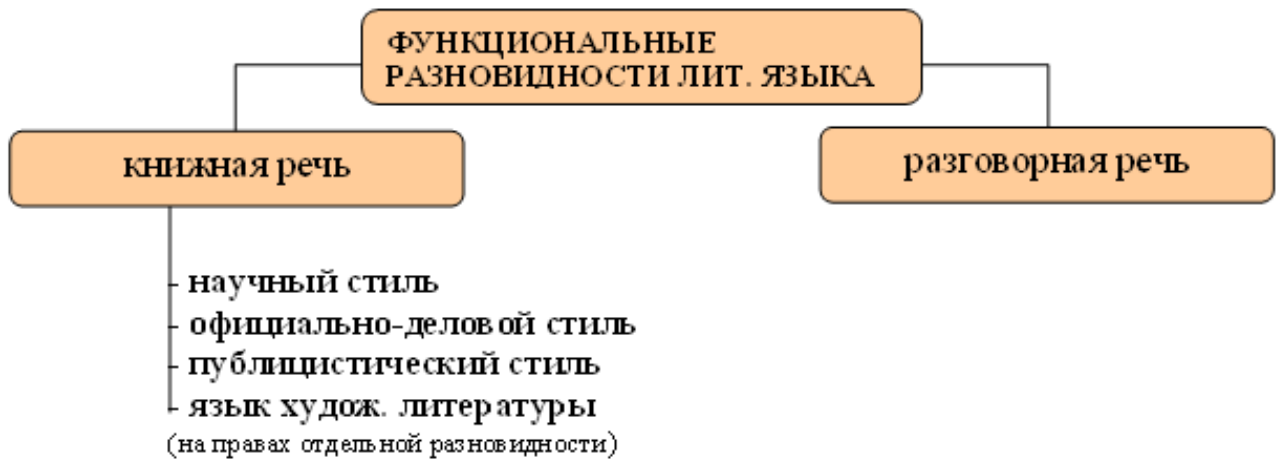 ФУНКЦИОНАЛЬНЫЕ
РАЗНОВИДНОСТИ ЛИТ. ЯЗЫКА
книжная речь
разговорная речь
- научный стиль
- официально-деловой стиль
- публицистический стиль
- язык худож. литературы
(на правах отдельной разновидности)